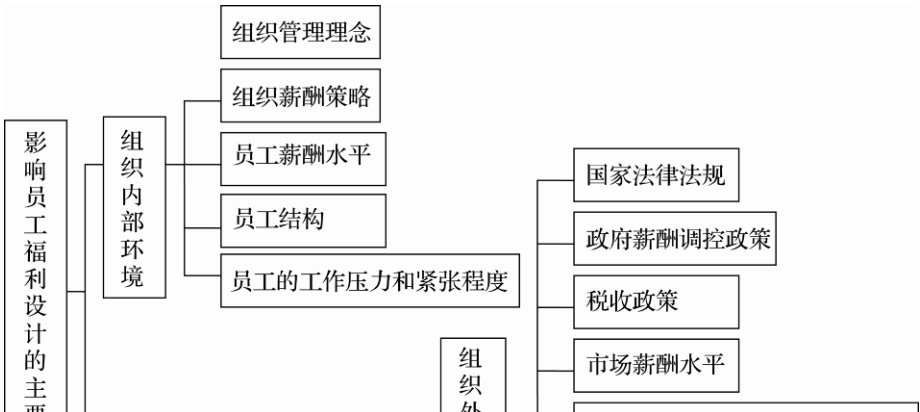 组织管理理念
组织薪酬策略
员工薪酬水平
员工结构
员工的工作压力和紧张程度
组织内部环境
影响员工福利设计的主要
国家法律法规
政府薪酬调控政策
税收政策
市场薪酬水平
组织外